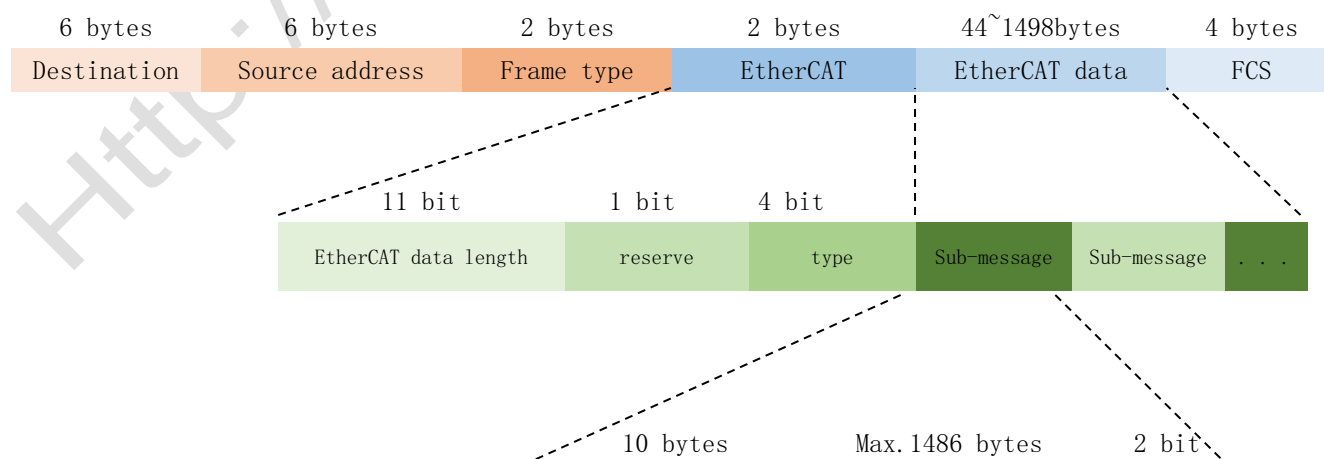 6 bytes 6 bytes 2 bytes 2 bytes 44~1498bytes 4 bytes
Destination Source address Frame type EtherCAT EtherCAT data FCS
Http:/
11 bit 1 bit 4 bit
EtherCAT data length reserve type Sub-message Sub-message . . .
10 bytes Max.1486 bytes 2 bit